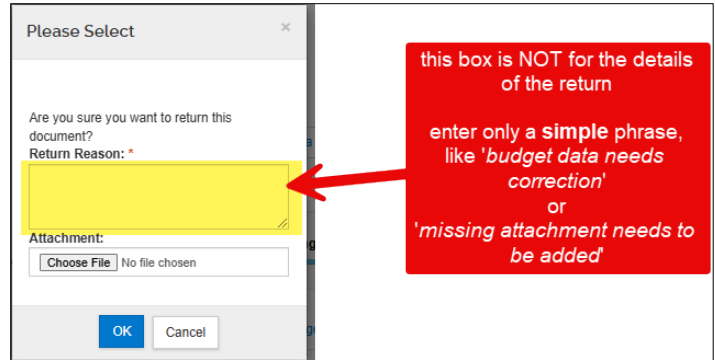 Please Select
×
Are you sure you want to return this
document?
Return Reason: *
Attachment:
Choose File No file chosen
OK Cancel
this box is NOT for the details
of the return
enter only a simple phrase,
like 'budget data needs
correction'
or
'missing attachment needs to
be added'